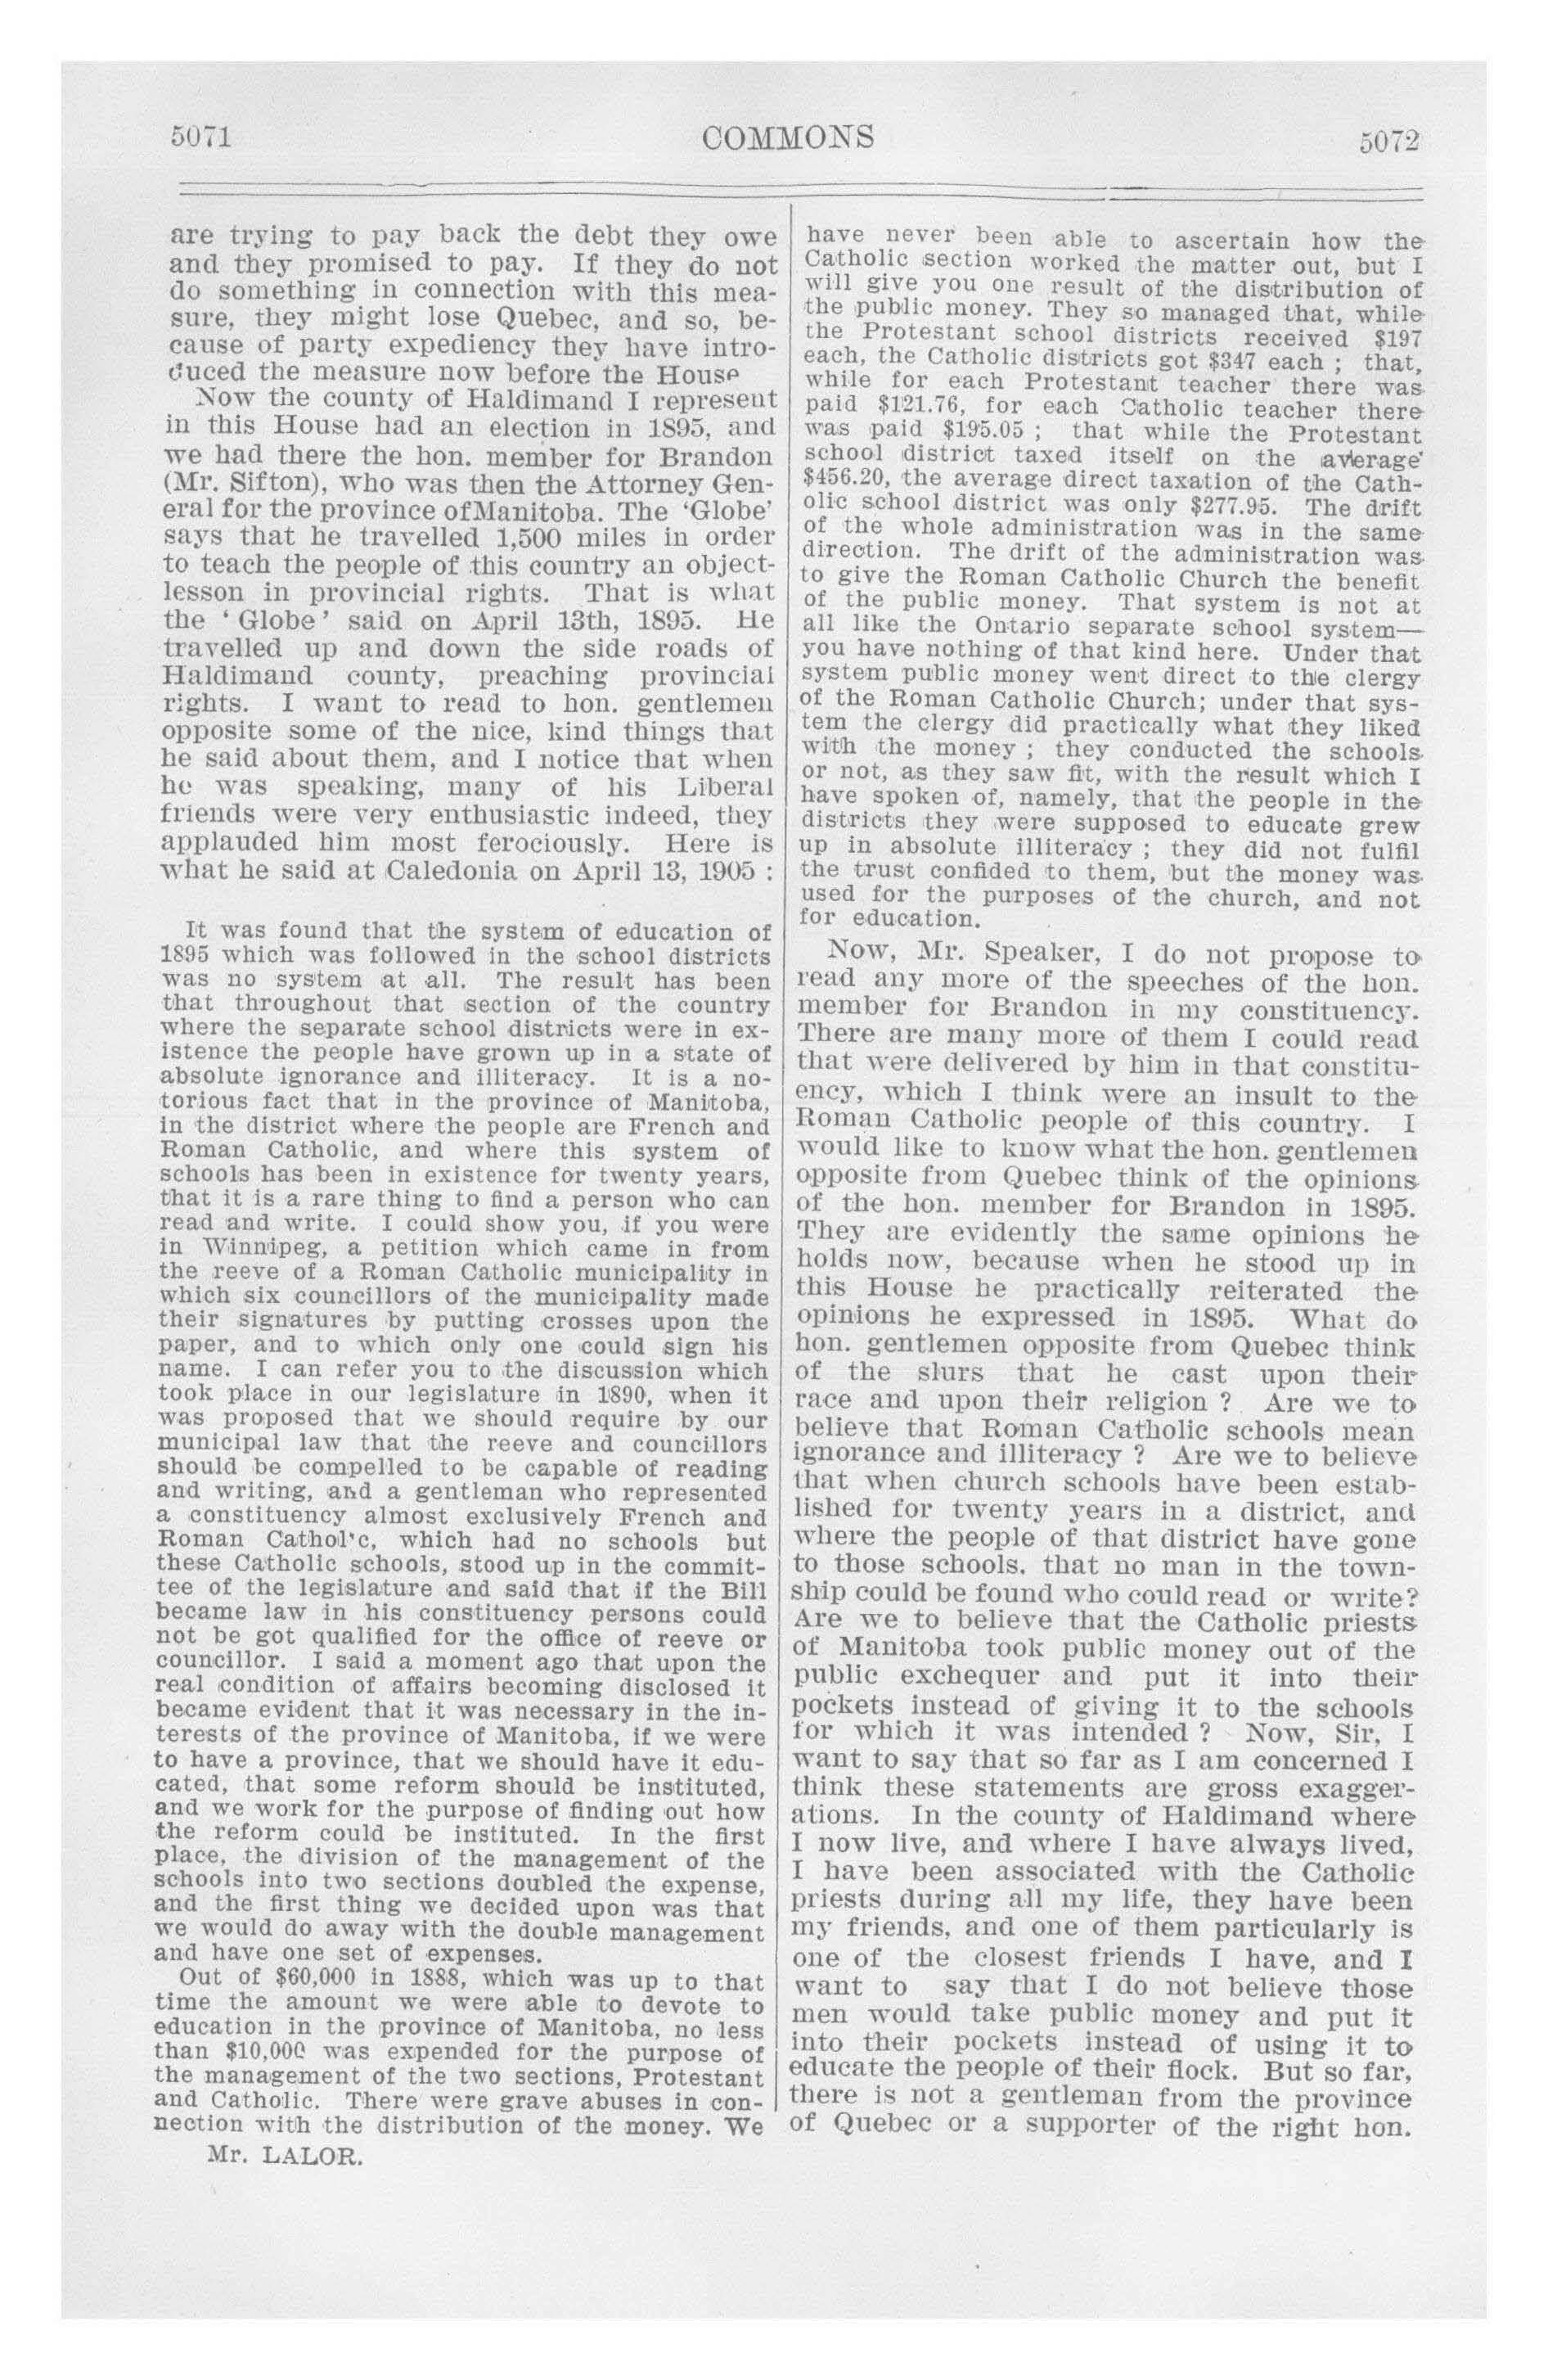 5071
COMMONS
5072
are trying to pay back the debt they owe
and they promised to pay. If they do not
do something in connection with this mea-
sure, they might lose Quebec, and so, be-
cause of party expediency they have intro-
duced the measure now before the House
Now the county of Haldimand I represent
in this House had an election in 1895, and
we had there the hon. member for Brandon
(Mr. Sifton), who was then the Attorney Gen-
eral for the province ofManitoba. The 'Globe'
says that he travelled 1,500 miles in order
to teach the people of this country an object-
lesson in provincial rights. That is what
the ' Globe' said on April 13th, 1895. He
travelled up and down the side roads of
Haldimand county, preaching provincial
rights. I want to read to hon. gentlemen
opposite some of the nice, kind things that
he said about them, and I notice that when
he was speaking, many of his Liberal
friends were very enthusiastic indeed, they
applauded him most ferociously. Here is
what he said at Caledonia on April 13, 1905 :
It was found that the system of education of
1895 which was followed in the school districts
was no system at all. The result has been
that throughout that section of the country
where the separate school districts were in ex-
istence the people have grown up in a state of
absolute ignorance and illiteracy. It is a no-
torious fact that in the province of Manitoba,
in the district where the people are French and
Roman Catholic, and where this system of
schools has been in existence for twenty years,
that it is a rare thing to find a person who can
read and write. I could show you, if you were
in Winnipeg, a petition which came in from
the reeve of a Roman Catholic municipality in
which six councillors of the municipality made
their signatures by putting crosses upon the
paper, and to which only one could sign his
name. I can refer you to the discussion which
took place in our legislature in 1890, when it
was proposed that we should require by our
municipal law that the reeve and councillors
should be compelled to be capable of reading
and writing, and a gentleman who represented
a constituency almost exclusively French and
Roman Cathol'c, which had no schools but
these Catholic schools, stood up in the commit-
tee of the legislature and said that if the Bill
became law in his constituency persons could
not be got qualified for the office of reeve or
councillor. I said a moment ago that upon the
real condition of affairs becoming disclosed it
became evident that it was necessary in the in-
terests of the province of Manitoba, if we were
to have a province, that we should have it edu-
cated, that some reform should be instituted,
and we work for the purpose of finding out how
the reform could be instituted. In the first
place, the division of the management of the
schools into two sections doubled the expense,
and the first thing we decided upon was that
we would do away with the double management
and have one set of expenses.
Out of $60,000 in 1888, which was up to that
time the amount we were able to devote to
education in the province of Manitoba, no less
than $10,000 was expended for the purpose of
the management of the two sections, Protestant
and Catholic. There were grave abuses in con-
nection with the distribution of the money. We
Mr. LALOR.
have never been able to ascertain how the
Catholic section worked the matter out, but I
will give you one result of the distribution of
the public money. They so managed that, while
the Protestant school districts received $197
each, the Catholic districts got $347 each ; that,
while for each Protestant teacher there was
paid $121.76, for each Catholic teacher there
was paid $195.05 ; that while the Protestant
school district taxed itself on the average
$456.20, the average direct taxation of the Cath-
olic school district was only $277.95. The drift
of the whole administration was in the same
direction. The drift of the administration was
to give the Roman Catholic Church the benefit
of the public money. That system is not at
all like the Ontario separate school system—
you have nothing of that kind here. Under that
system public money went direct to the clergy
of the Roman Catholic Church; under that sys-
tem the clergy did practically what they liked
with the money ; they conducted the schools
or not, as they saw fit, with the result which I
have spoken of, namely, that the people in the
districts they were supposed to educate grew
up in absolute illiteracy ; they did not fulfil
the trust confided to them, but the money was
used for the purposes of the church, and not
for education.
Now, Mr. Speaker, I do not propose to
read any more of the speeches of the hon.
member for Brandon in my constituency.
There are many more of them I could read
that were delivered by him in that constitu-
ency, which I think were an insult to the
Roman Catholic people of this country. I
would like to know what the hon. gentlemen
opposite from Quebec think of the opinions
of the hon. member for Brandon in 1895.
They are evidently the same opinions he
holds now, because when he stood up in
this House he practically reiterated the
opinions he expressed in 1895. What do
hon. gentlemen opposite from Quebec think
of the slurs that he cast upon their
race and upon their religion ? Are we to
believe that Roman Catholic schools mean
ignorance and illiteracy ? Are we to believe
that when church schools have been estab-
lished for twenty years in a district, and
where the people of that district have gone
to those schools. that no man in the town-
ship could be found who could read or write?
Are we to believe that the Catholic priests
of Manitoba took public money out of the
public exchequer and put it into their
pockets instead of giving it to the schools
for which it was intended ? Now, Sir, I
want to say that so far as I am concerned I
think these statements are gross exagger-
ations. In the county of Haldimand where
I now live, and where I have always lived,
I have been associated with the Catholic
priests during all my life, they have been
my friends, and one of them particularly is
one of the closest friends I have, and I
want to say that I do not believe those
men would take public money and put it
into their pockets instead of using it to
educate the people of their flock. But so far,
there is not a gentleman from the province
of Quebec or a supporter of the right hon.